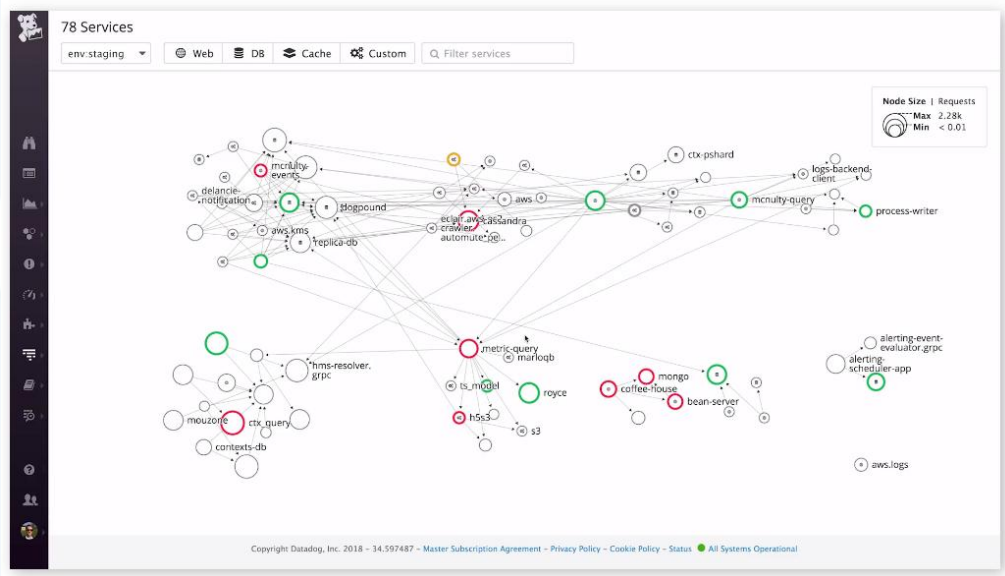 78 Services
env:staging
Web
DB
Cache
Custom
Filter services
Node Size | Requests
Max 2.28k
Min < 0.01
ctx-pshard
mcnulty-
events
logs-backend-
client
delancie-
notification
dogpound
aws
mcnulty-query
process-writer
cassandra
crawler
automute
aws.kms
replica-db
metric-query
marloqb
alerting-event-
evaluator.grpc
hms-resolver.
grpc
alerting-
scheduler-app
ts_model
royce
mongo
coffee-house
bean-server
mouzone
ctx_query
h5s3
s3
contexts-db
aws.logs
Copyright Datadog, Inc. 2018 - 34.597487 - Master Subscription Agreement - Privacy Policy - Cookie Policy - Status All Systems Operational